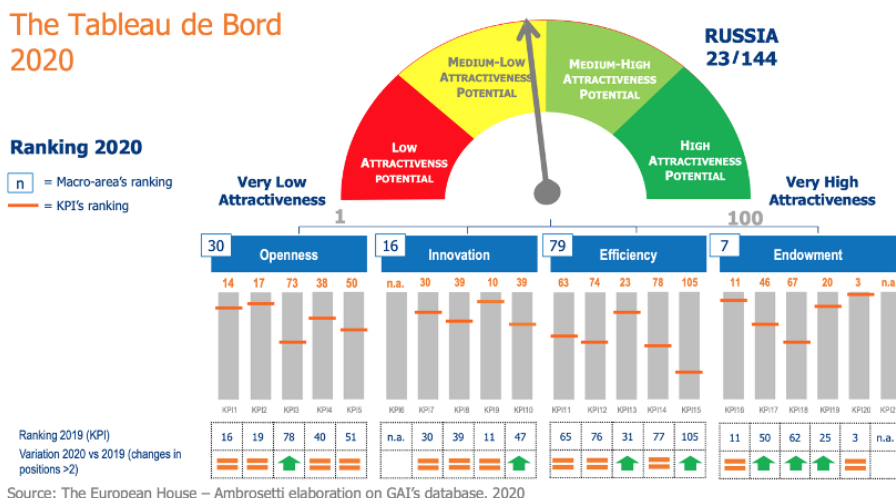 The Tableau de Bord
2020
RUSSIA
23/144
MEDIUM-LOW
ATTRACTIVENESS
POTENTIAL
MEDIUM-HIGH
ATTRACTIVENESS
POTENTIAL
LOW
ATTRACTIVENSS
POTENTIAL
HIGH
ATTRACTIVENESS
POTENTIAL
Ranking 2020
n = Macro-area's ranking
= KPI's ranking
Very Low
Attractiveness
Very High
Attractiveness
1 100
30 Openness 16 Innovation 79 Efficiency 7 Endowment
14 17 73 38 50 n.a. 30 39 10 39 63 74 23 78 105 11 46 67 20 3 n.a.
KPI1 KPI2 KPI3 KPI4 KPI5 KPI6 KPI7 KPI8 KPI9 KPI10 KPI11 KPI12 KPI13 KPI14 KPI15 KPI16 KPI17 KPI18 KPI19 KPI20
Ranking 2019 (KPI) 16 19 78 40 51 n.a. 30 39 11 47 65 76 31 77 105 11 50 62 25 3 n.a.
Variation 2020 vs 2019 (changes in
positions >2)
Source: The European House – Ambrosetti elaboration on GAI's database, 2020